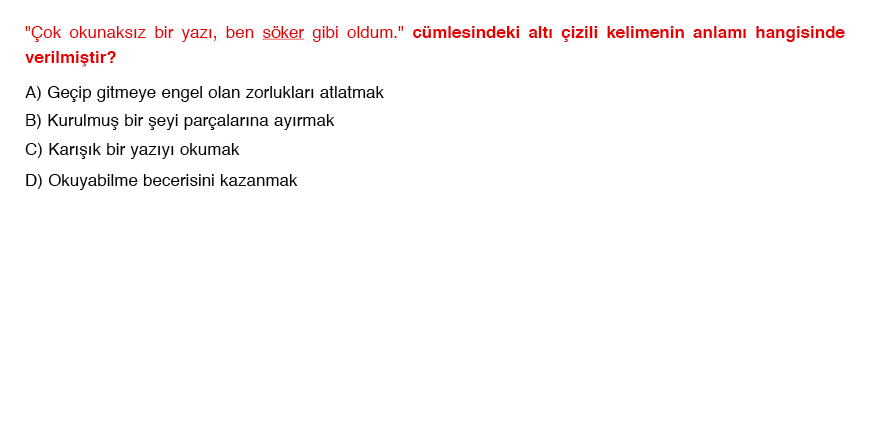 "Çok okunaksız bir yazı, ben söker gibi oldum." cümlesindeki altı çizili kelimenin anlamı hangisinde
verilmiştir?
A) Geçip gitmeye engel olan zorlukları atlatmak
B) Kurulmuş bir şeyi parçalarına ayırmak
C) Karışık bir yazıyı okumak
D) Okuyabilme becerisini kazanmak